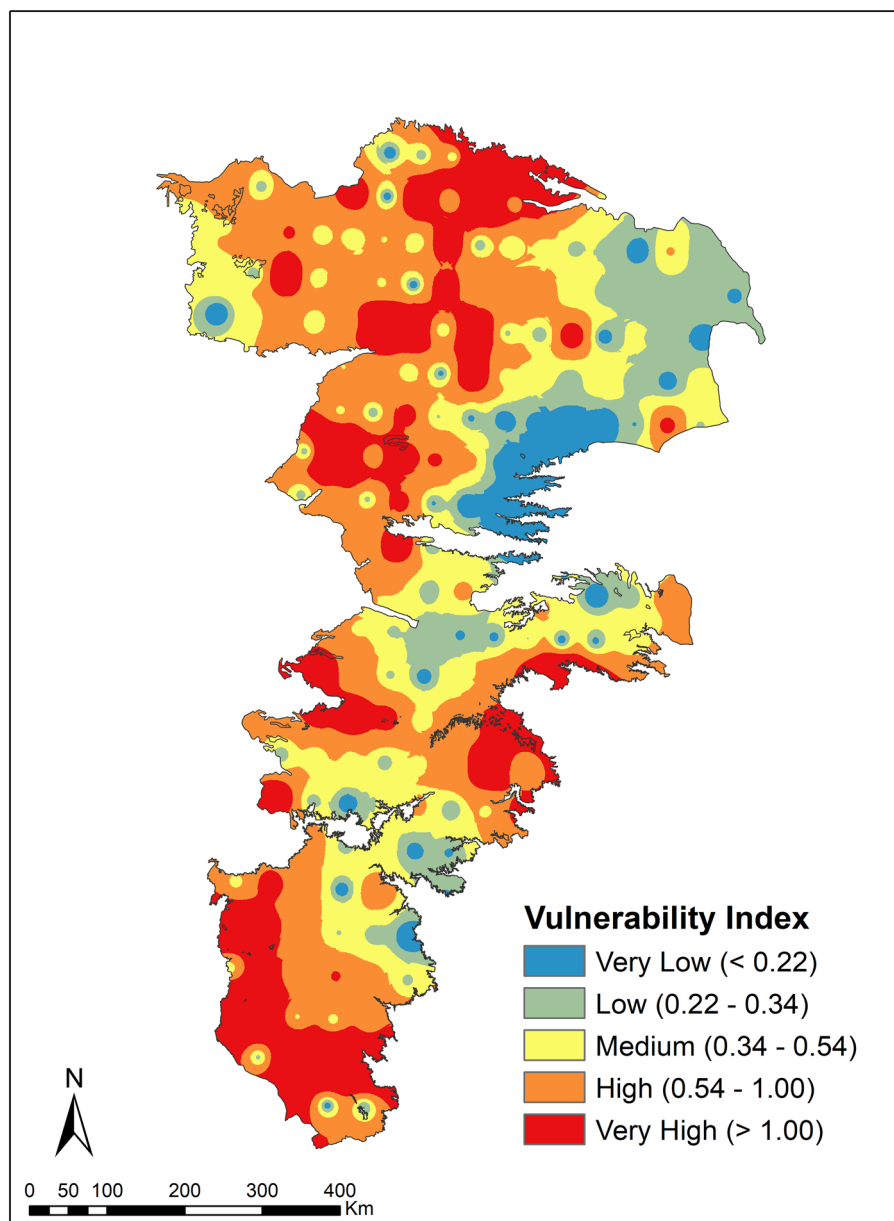 Vulnerability Index
Very Low (< 0.22)
Low (0.22 - 0.34)
Medium (0.34 - 0.54)
High (0.54 - 1.00)
Very High (> 1.00)
N
0 50 100 200 300 400
Km